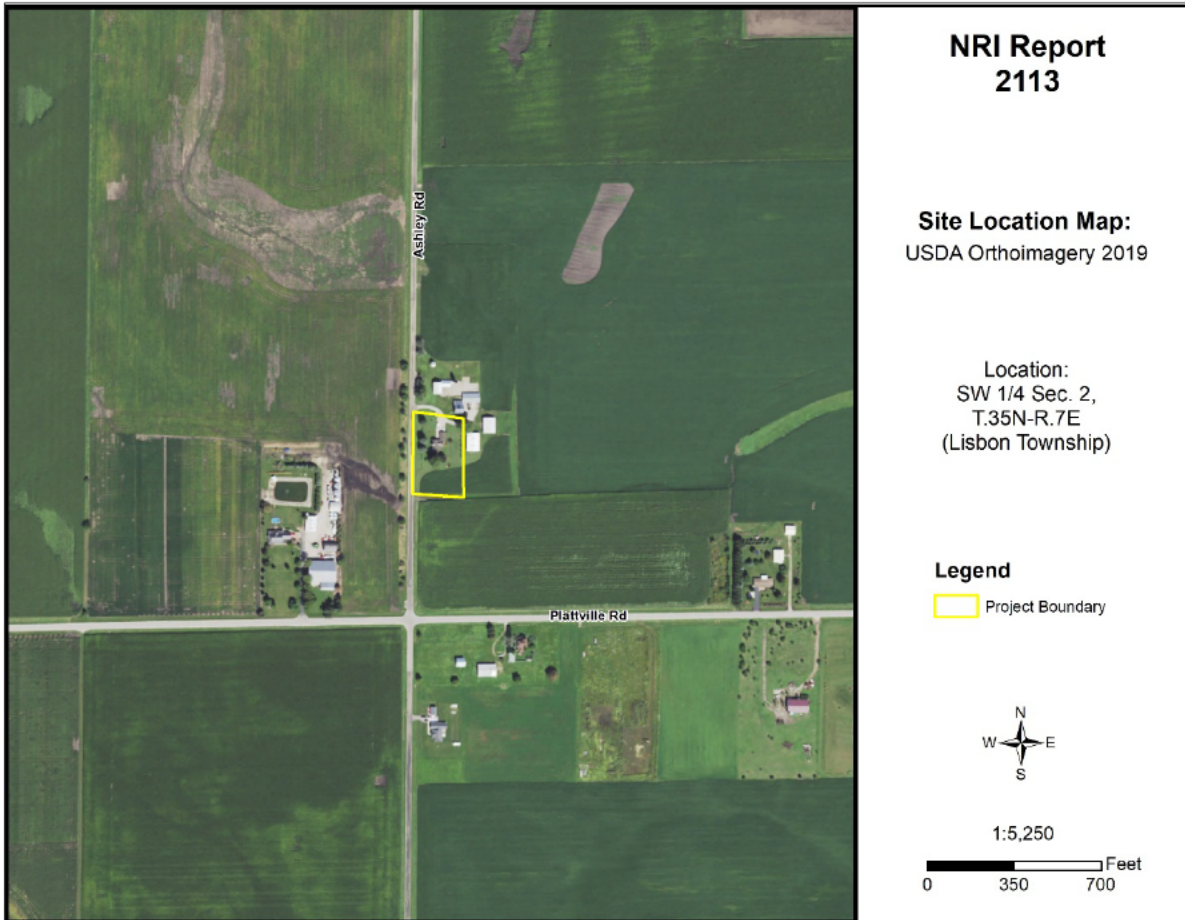 NRI Report
2113
Site Location Map:
USDA Orthoimagery 2019
Location:
SW 1/4 Sec. 2,
T.35N-R.7E
(Lisbon Township)
Legend
Project Boundary
N
W E
S
1:5,250
Feet
0 350 700
Ashley Rd
Plattville Rd